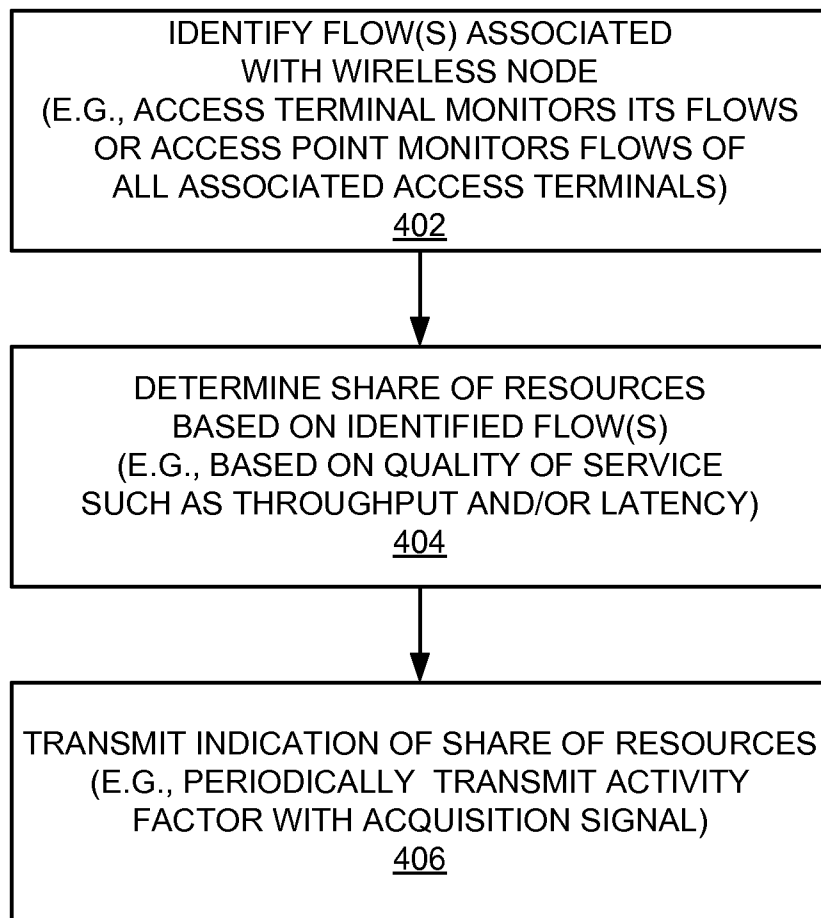 IDENTIFY FLOW(S) ASSOCIATED
WITH WIRELESS NODE
(E.G., ACCESS TERMINAL MONITORS ITS FLOWS
OR ACCESS POINT MONITORS FLOWS OF
ALL ASSOCIATED ACCESS TERMINALS)
402
DETERMINE SHARE OF RESOURCES
BASED ON IDENTIFIED FLOW(S)
(E.G., BASED ON QUALITY OF SERVICE
SUCH AS THROUGHPUT AND/OR LATENCY)
404
TRANSMIT INDICATION OF SHARE OF RESOURCES
(E.G., PERIODICALLY TRANSMIT ACTIVITY
FACTOR WITH ACQUISITION SIGNAL)
406